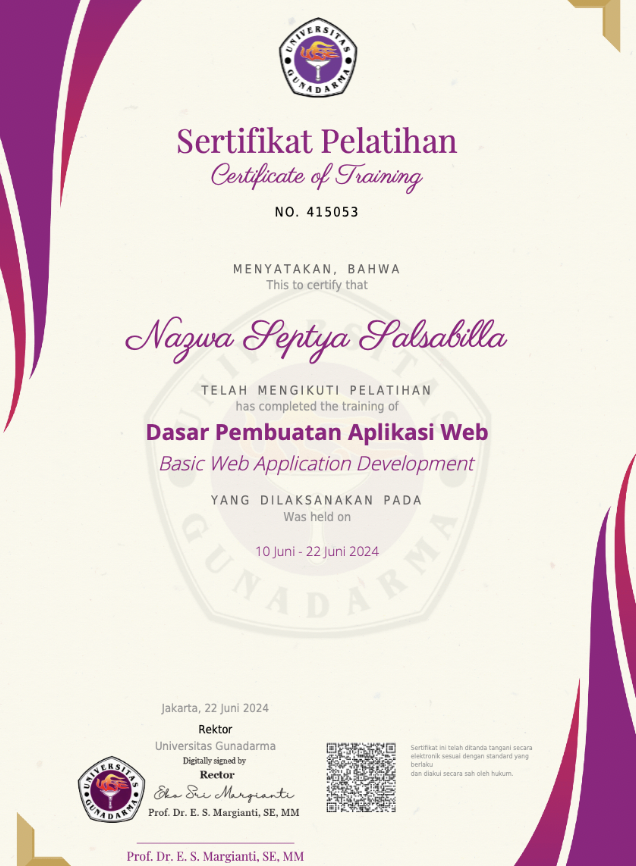 UNIVERSITAS GUNADARMA
Sertifikat Pelatihan
Certificate of Training
NO. 415053
MENYATAKAN, BAHWA
This to certify that
Nazwa Septya Salsabilla
TELAH MENGIKUTI PELATIHAN
has completed the training of
Dasar Pembuatan Aplikasi Web
Basic Web Application Development
YANG DILAKSANAKAN PADA
Was held on
10 Juni - 22 Juni 2024
UNIVERSITAS GUNADARMA
Jakarta, 22 Juni 2024
Rektor
Universitas Gunadarma
Digitally signed by
Rector
Eko Sri Margianti
Prof. Dr. E. S. Margianti, SE, MM
UNIVERSITAS GUNADARMA
Prof. Dr. E. S. Margianti, SE, MM
Sertifikat ini telah ditanda tangani secara
elektronik sesuai dengan standard yang
berlaku
dan diakui secara sah oleh hukum.